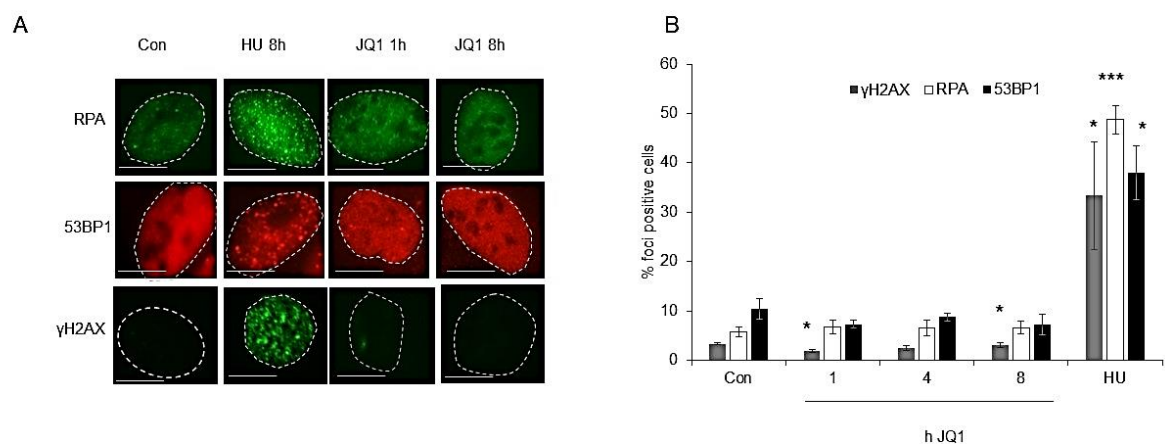 A
Con HU 8h JQ1 1h JQ1 8h
RPA
53BP1
γH2AX
B
60
50
40
30
20
10
0
% foci positive cells
γH2AX RPA 53BP1
***
* *
* *
Con 1 4 8 HU
h JQ1